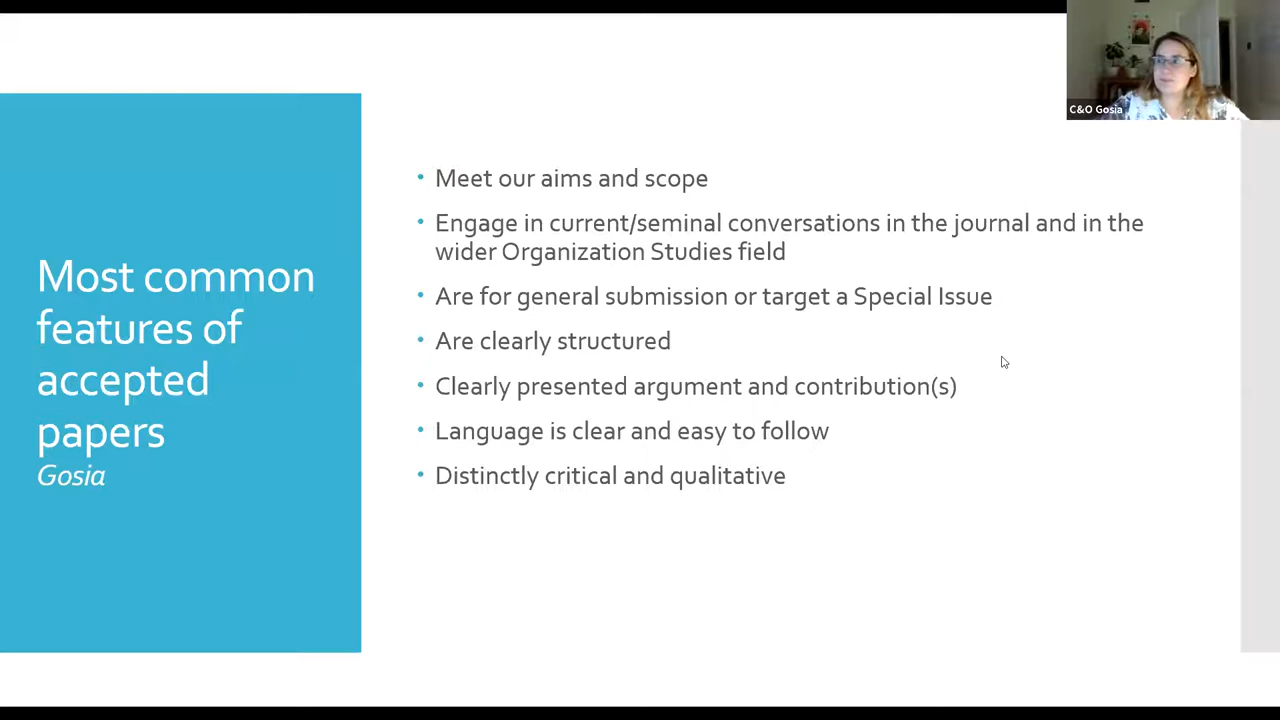 C&O Gosia
Most common
features of
accepted
papers
Gosia
• Meet our aims and scope
• Engage in current/seminal conversations in the journal and in the
wider Organization Studies field
• Are for general submission or target a Special Issue
• Are clearly structured
• Clearly presented argument and contribution(s)
• Language is clear and easy to follow
• Distinctly critical and qualitative